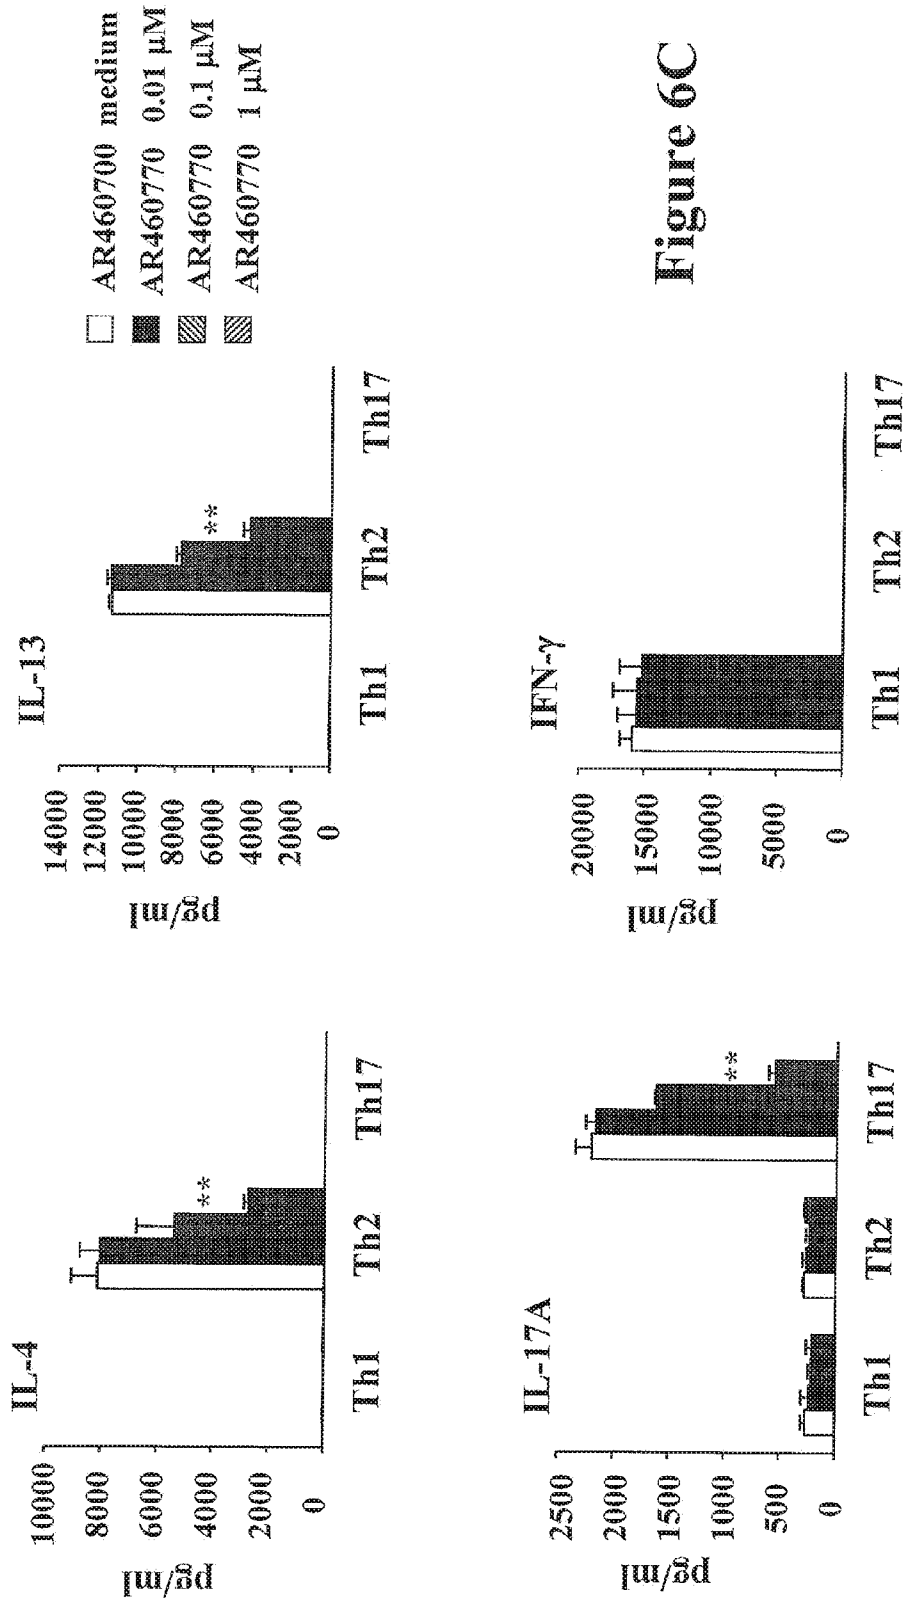 IL-4
pg/ml
10000
8000
6000
4000
2000
0
**
Th1 Th2 Th17
IL-13
pg/ml
14000
12000
10000
8000
6000
4000
2000
0
**
Th1 Th2 Th17
AR460700 medium
AR460770 0.01 µM
AR460770 0.1 µM
AR460770 1 µM
IL-17A
pg/ml
2500
2000
1500
1000
500
0
**
Th1 Th2 Th17
IFN-γ
pg/ml
20000
15000
10000
5000
0
Th1 Th2 Th17
Figure 6C